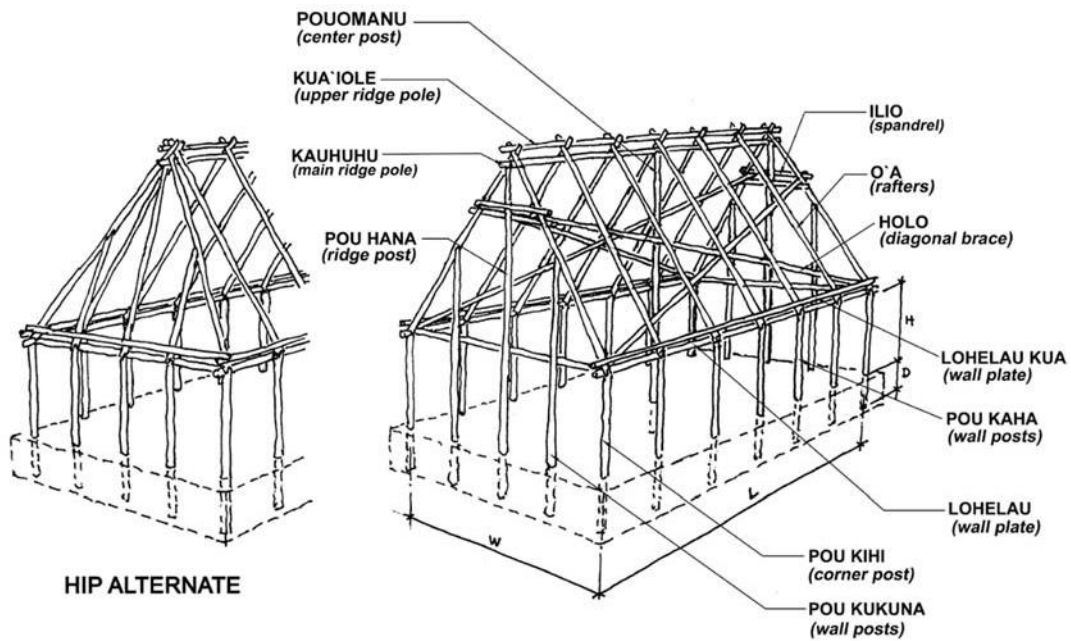 POUOMANU
(center post)
KUA`IOLE
(upper ridge pole)
KAUHUHU
(main ridge pole)
POU HANA
(ridge post)
ILIO
(spandrel)
O`A
(rafters)
HOLO
(diagonal brace)
H
D
LOHELAU KUA
(wall plate)
POU KAHA
(wall posts)
L
LOHELAU
(wall plate)
W
POU KIHI
(corner post)
POU KUKUNA
(wall posts)
HIP ALTERNATE